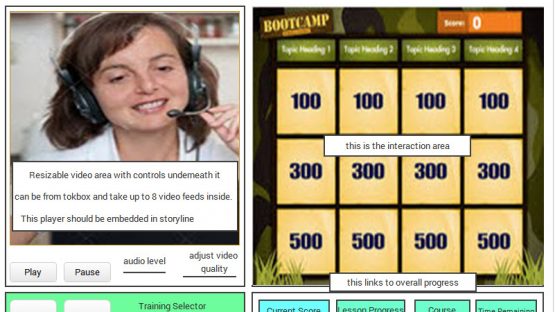 Resizable video area with controls underneath it
can be from tokbox and take up to 8 video feeds inside.
This player should be embedded in storyline
Play
Pause
audio level
adjust video
quality
Training Selector
BOOTCAMP
Score: 0
Topic Heading 1
Topic Heading 2
Topic Heading 3
Topic Heading 4
100
100
100
100
this is the interaction area
300
300
300
300
500
500
500
500
this links to overall progress
Current Score
Lesson Progress
Course
Time Remaining